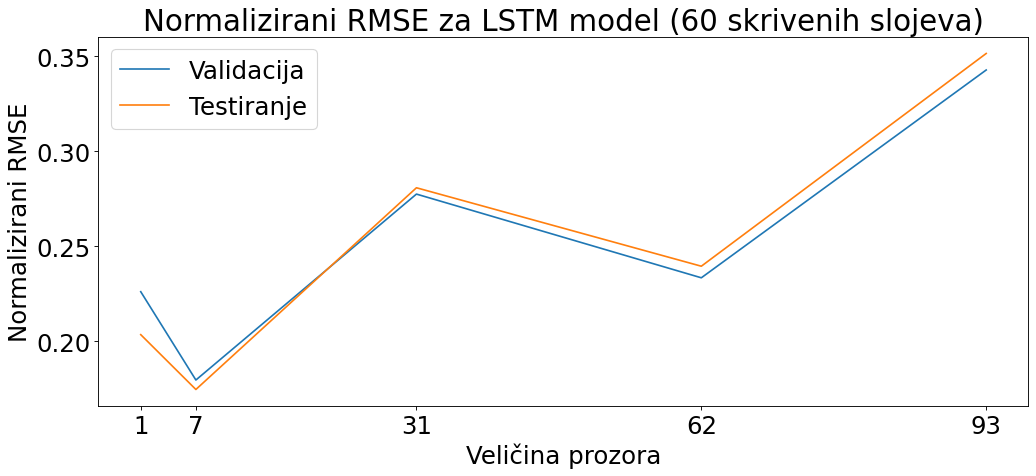 Normalizirani RMSE za LSTM model (60 skrivenih slojeva)
Validacija
Testiranje
Normalizirani RMSE
0.35
0.30
0.25
0.20
1 7 31 62 93
Veličina prozora